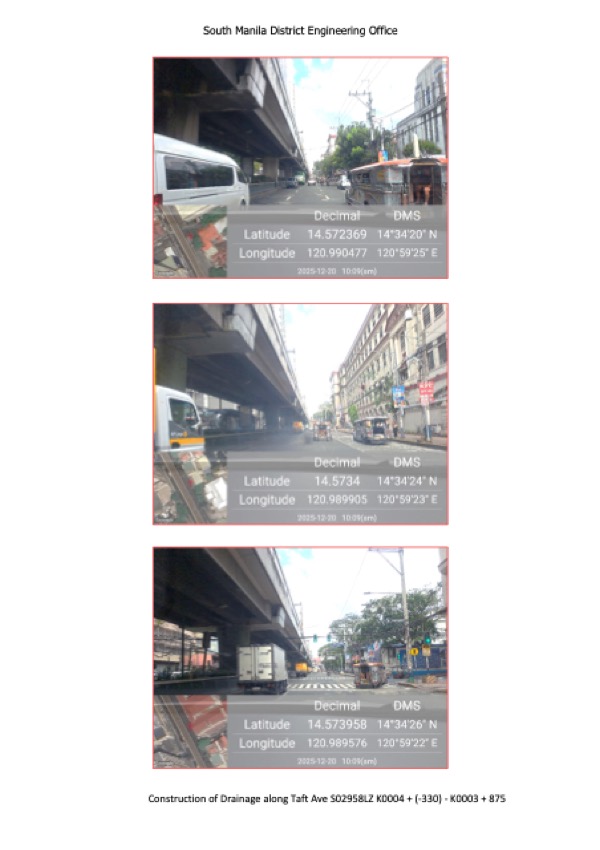 South Manila District Engineering Office
Decimal DMS
Latitude 14.572369 14°34'20" N
Longitude 120.990477 120°59'25" E
2025-12-20 10:09(am)
Decimal DMS
Latitude 14.5734 14°34'24" N
Longitude 120.989905 120°59'23" E
2025-12-20 10:09(am)
Decimal DMS
Latitude 14.573958 14°34'26" N
Longitude 120.989576 120°59'22" E
2025-12-20 10:09(am)
Construction of Drainage along Taft Ave S02958LZ K0004 + (-330) - K0003 + 875